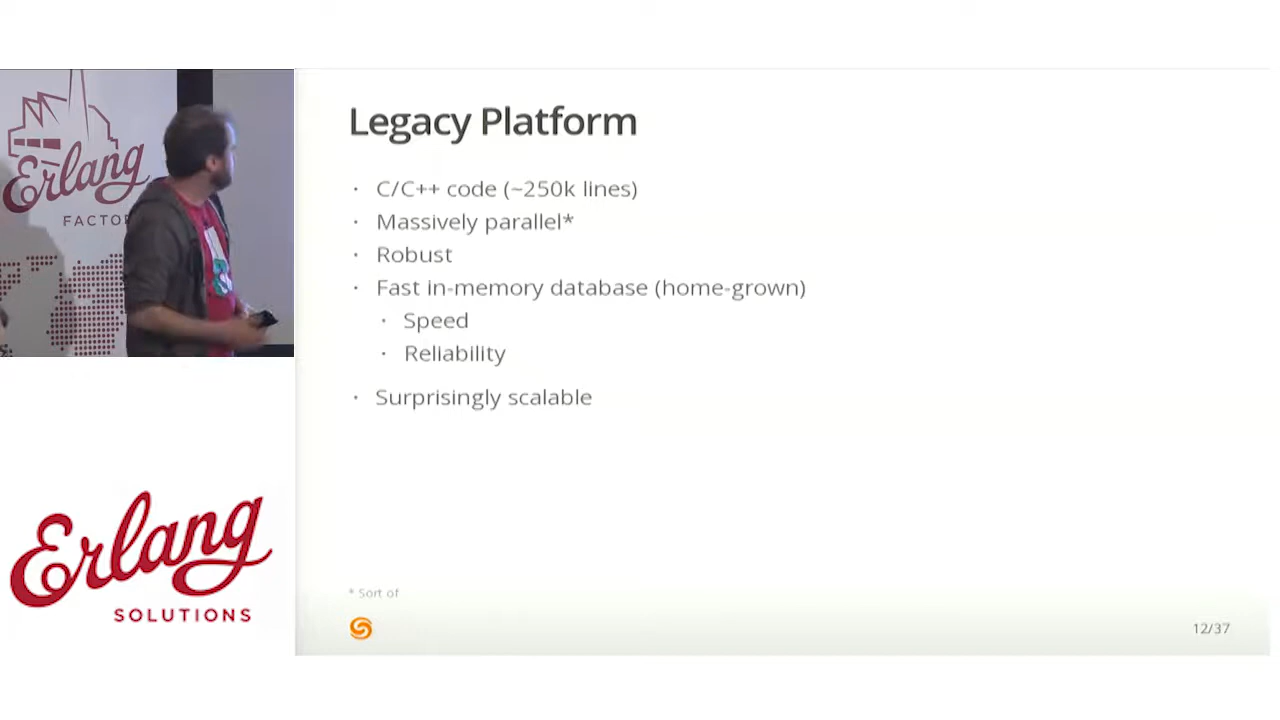 Erlang
FACTO
Erlang
SOLUTIONS
Legacy Platform
· C/C++ code (~250k lines)
· Massively parallel*
· Robust
· Fast in-memory database (home-grown)
· Speed
· Reliability
· Surprisingly scalable
* Sort of
12/37